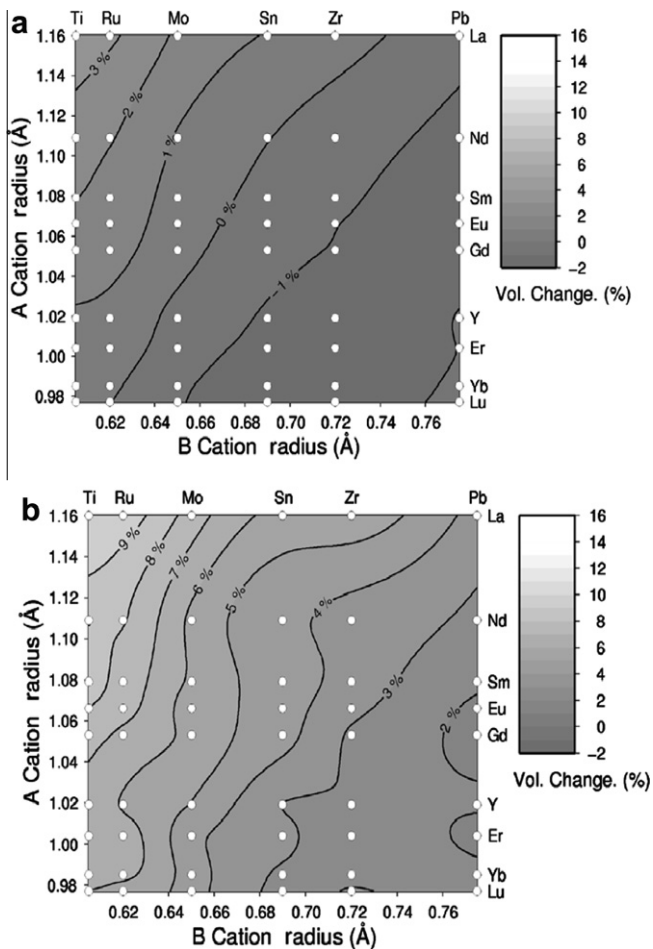 a
Ti Ru Mo Sn Zr Pb
1.16 La
3 %
2 %
1.14
1 %
1.12
1.10 Nd
1.08 Sm
0 %
Eu
1.06
Gd
-1 %
1.04
1.02 Y
1.00 Er
0.98 Yb
Lu
A Cation radius (Å)
0.62 0.64 0.66 0.68 0.70 0.72 0.74 0.76
B Cation radius (Å)
16
14
12
10
8
6
4
2
0
−2
Vol. Change. (%)
b
Ti Ru Mo Sn Zr Pb
1.16 La
9 %
8 %
1.14
7 %
6 %
1.12
5 %
4 %
1.10 Nd
1.08 Sm
3 %
Eu
1.06
2 %
Gd
1.04
1.02 Y
1.00 Er
0.98 Yb
Lu
A Cation radius (Å)
0.62 0.64 0.66 0.68 0.70 0.72 0.74 0.76
B Cation radius (Å)
16
14
12
10
8
6
4
2
0
−2
Vol. Change. (%)